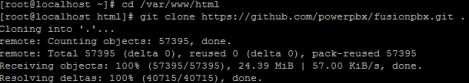 [root@localhost ~]# cd /var/www/html
[root@localhost html]# git clone https://github.com/powerpbx/fusionpbx.git .
Cloning into '.'...
remote: Counting objects: 57395, done.
remote: Total 57395 (delta 0), reused 0 (delta 0), pack-reused 57395
Receiving objects: 100% (57395/57395), 24.39 MiB | 57.00 KiB/s, done.
Resolving deltas: 100% (40715/40715), done.